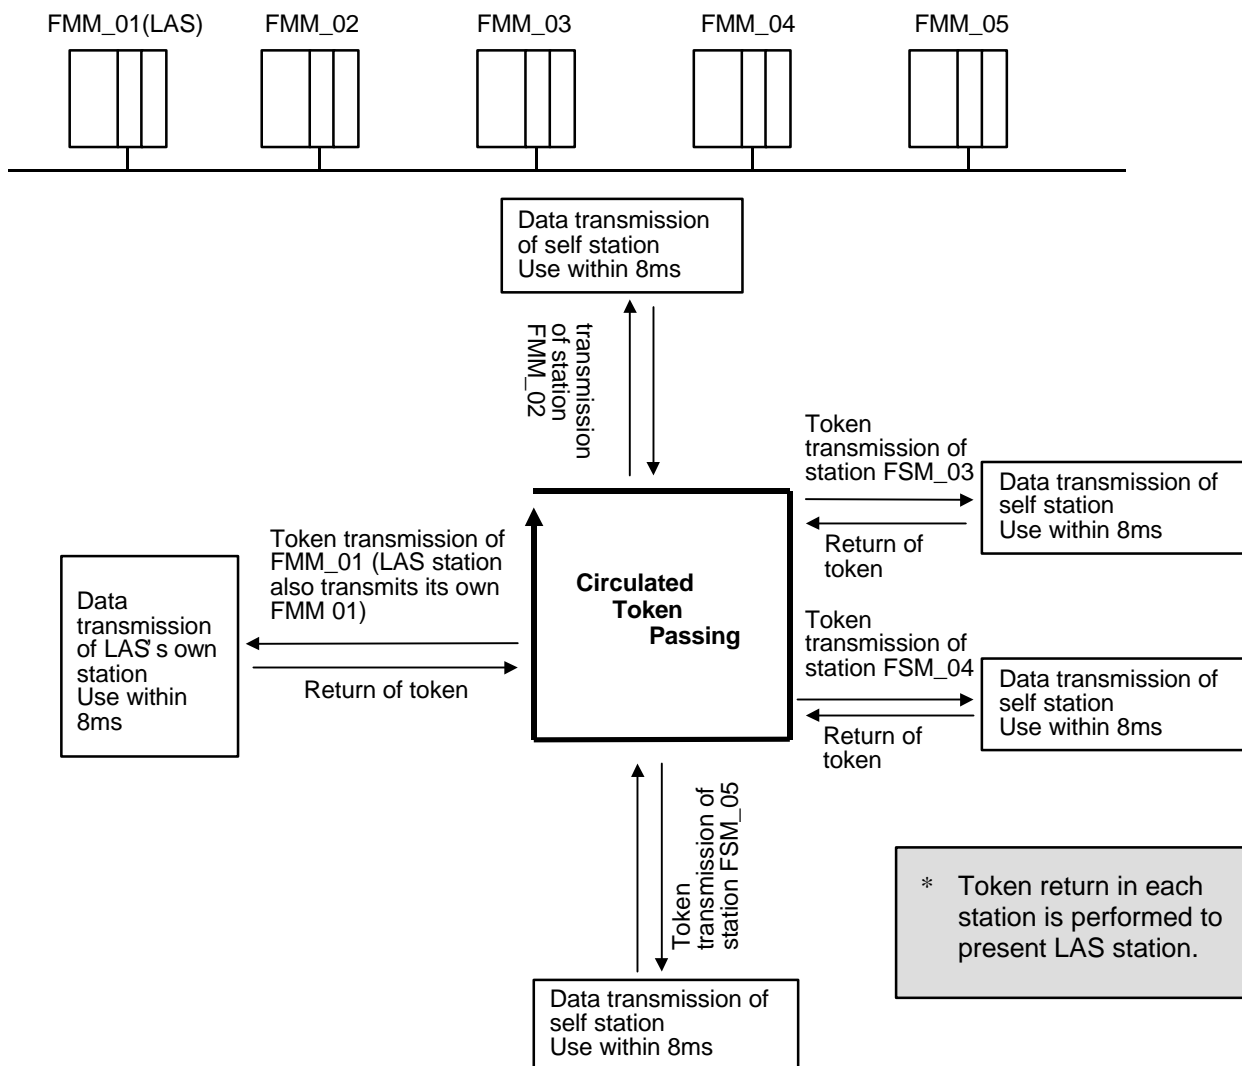 FMM_01(LAS)
FMM_02
FMM_03
FMM_04
FMM_05
Data transmission
of self station
Use within 8ms
transmission
of station
FMM_02
Token
transmission of
station FSM_03
Data transmission of
self station
Use within 8ms
Return of
token
Token transmission of
FMM_01 (LAS station
also transmits its own
FMM 01)
Data
transmission
of LAS's own
station
Use within
8ms
Return of token
Circulated
Token
Passing
Token
transmission of
station FSM_04
Data transmission of
self station
Use within 8ms
Return of
token
Token
transmission of
station FSM_05
Data transmission of
self station
Use within 8ms
* Token return in each
station is performed to
present LAS station.